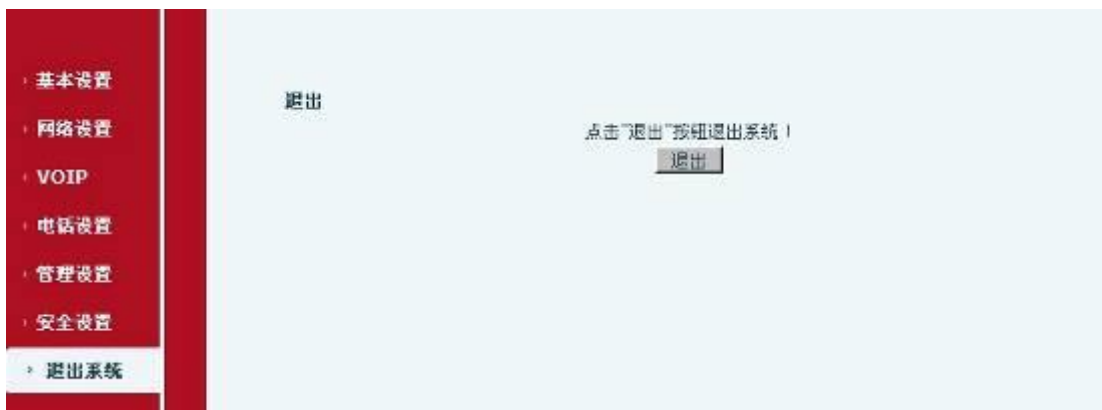 基本设置
网络设置
VOIP
电话设置
管理设置
安全设置
退出系统
退出
点击"退出"按钮退出系统！
退出